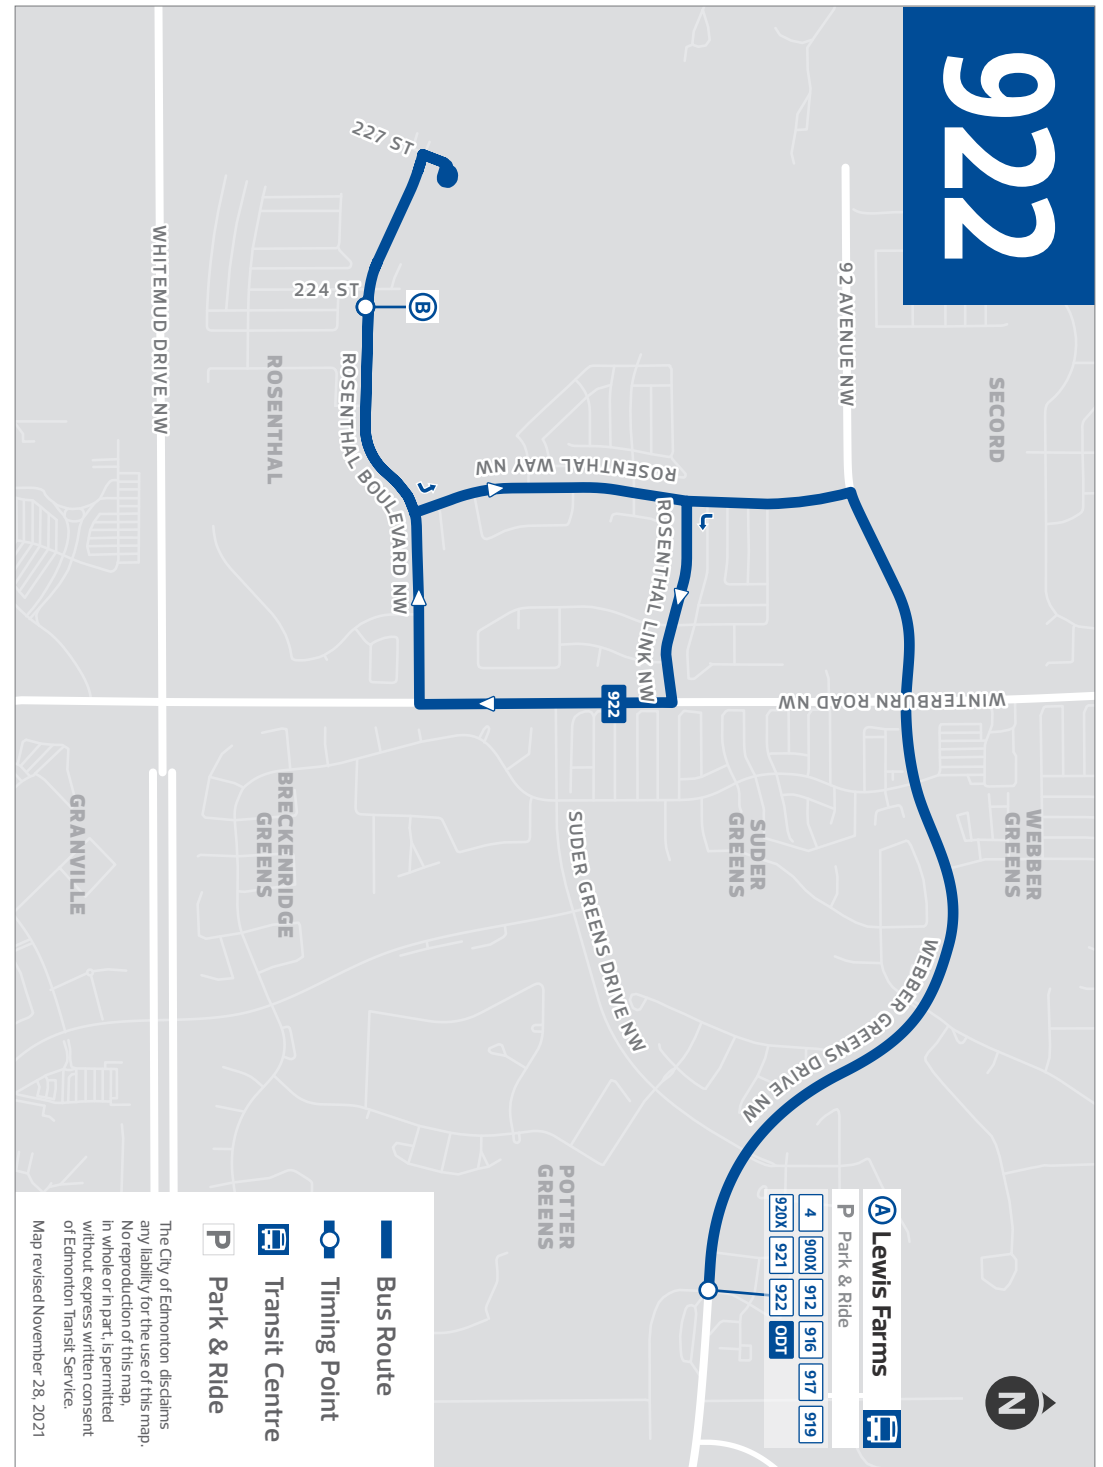 922
227 ST
224 ST
B
WHITEMUD DRIVE NW
ROSENTHAL
ROSENTHAL BOULEVARD NW
ROSENTHAL WAY NW
ROSENTHAL LINK NW
92 AVENUE NW
SECORD
WINTERBURN ROAD NW
922
GRANVILLE
BRECKENRIDGE
GREENS
SUDER
GREENS
WEBBER
GREENS
SUDER GREENS DRIVE NW
WEBBER GREENS DRIVE NW
POTTER
GREENS
A Lewis Farms
P Park & Ride
4 900X 912 916 917 919
920X 921 922 ODT
N
Bus Route
Timing Point
Transit Centre
P Park & Ride
The City of Edmonton disclaims
any liability for the use of this map.
No reproduction of this map,
in whole or in part, is permitted
without express written consent
of Edmonton Transit Service.
Map revised November 28, 2021